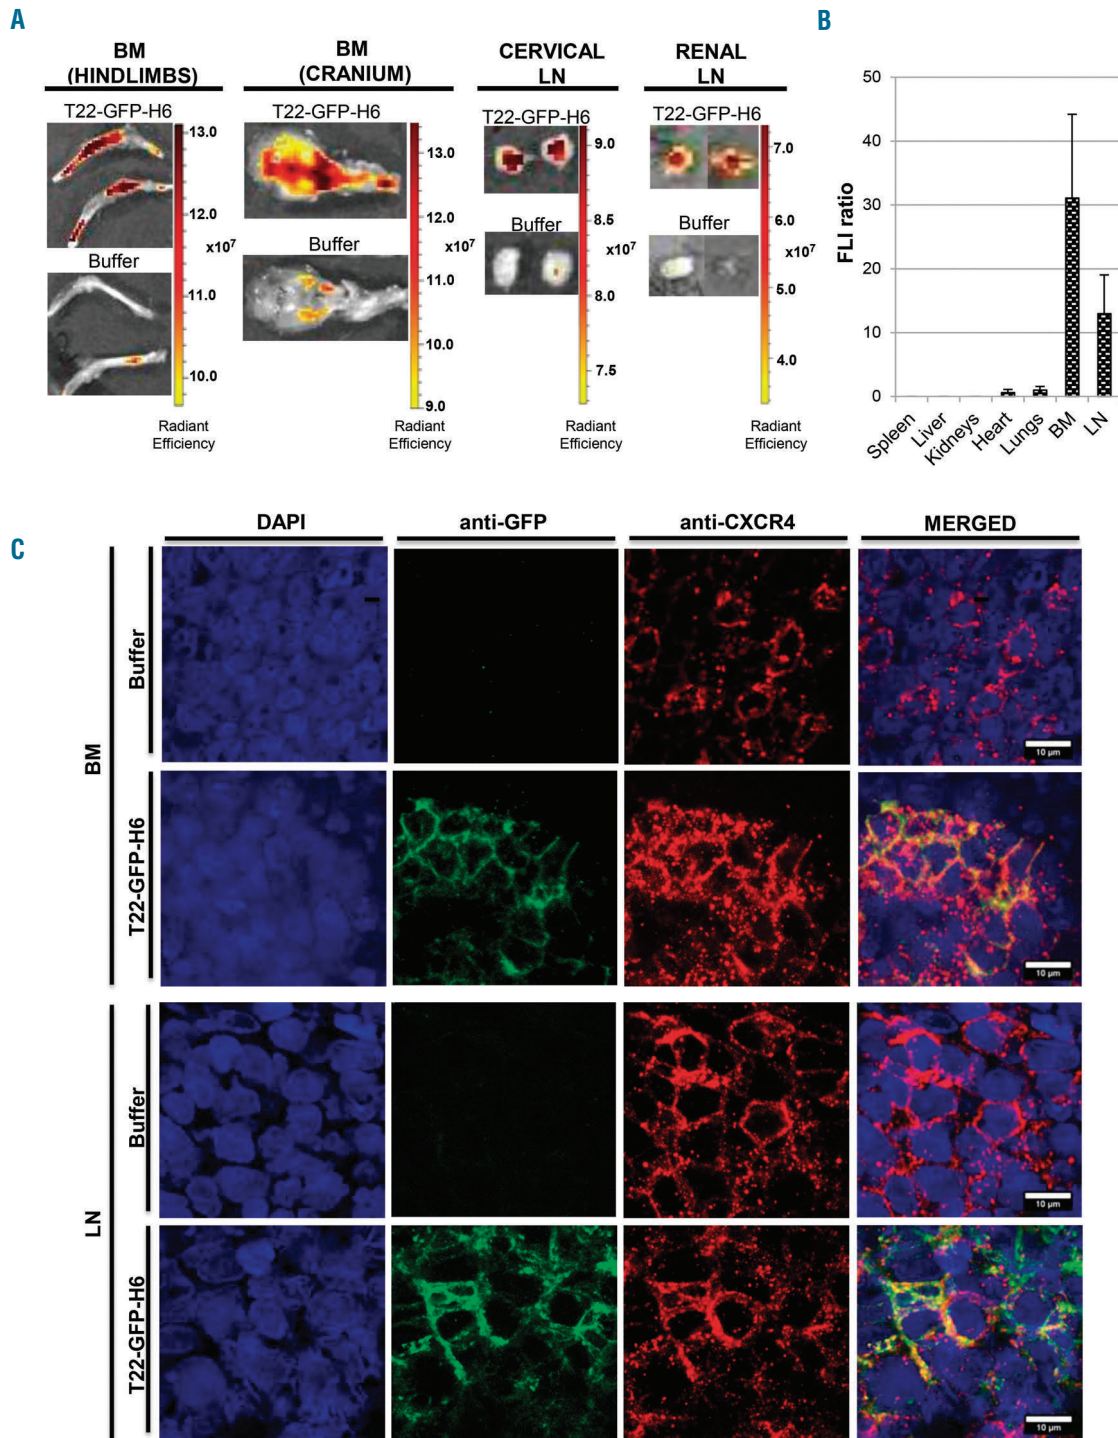 A
BM
(HINDLIMBS)
T22-GFP-H6
Buffer
13.0
12.0
x10⁷
11.0
10.0
Radiant
Efficiency
BM
(CRANIUM)
T22-GFP-H6
Buffer
13.0
12.0
x10⁷
11.0
10.0
9.0
Radiant
Efficiency
CERVICAL
LN
T22-GFP-H6
Buffer
9.0
8.5
x10⁷
8.0
7.5
Radiant
Efficiency
RENAL
LN
T22-GFP-H6
Buffer
7.0
6.0
x10⁷
5.0
4.0
Radiant
Efficiency
B
FLI ratio
50
40
30
20
10
0
Spleen
Liver
Kidneys
Heart
Lungs
BM
LN
C
DAPI
anti-GFP
anti-CXCR4
MERGED
BM
Buffer
10 µm
T22-GFP-H6
10 µm
LN
Buffer
10 µm
T22-GFP-H6
10 µm